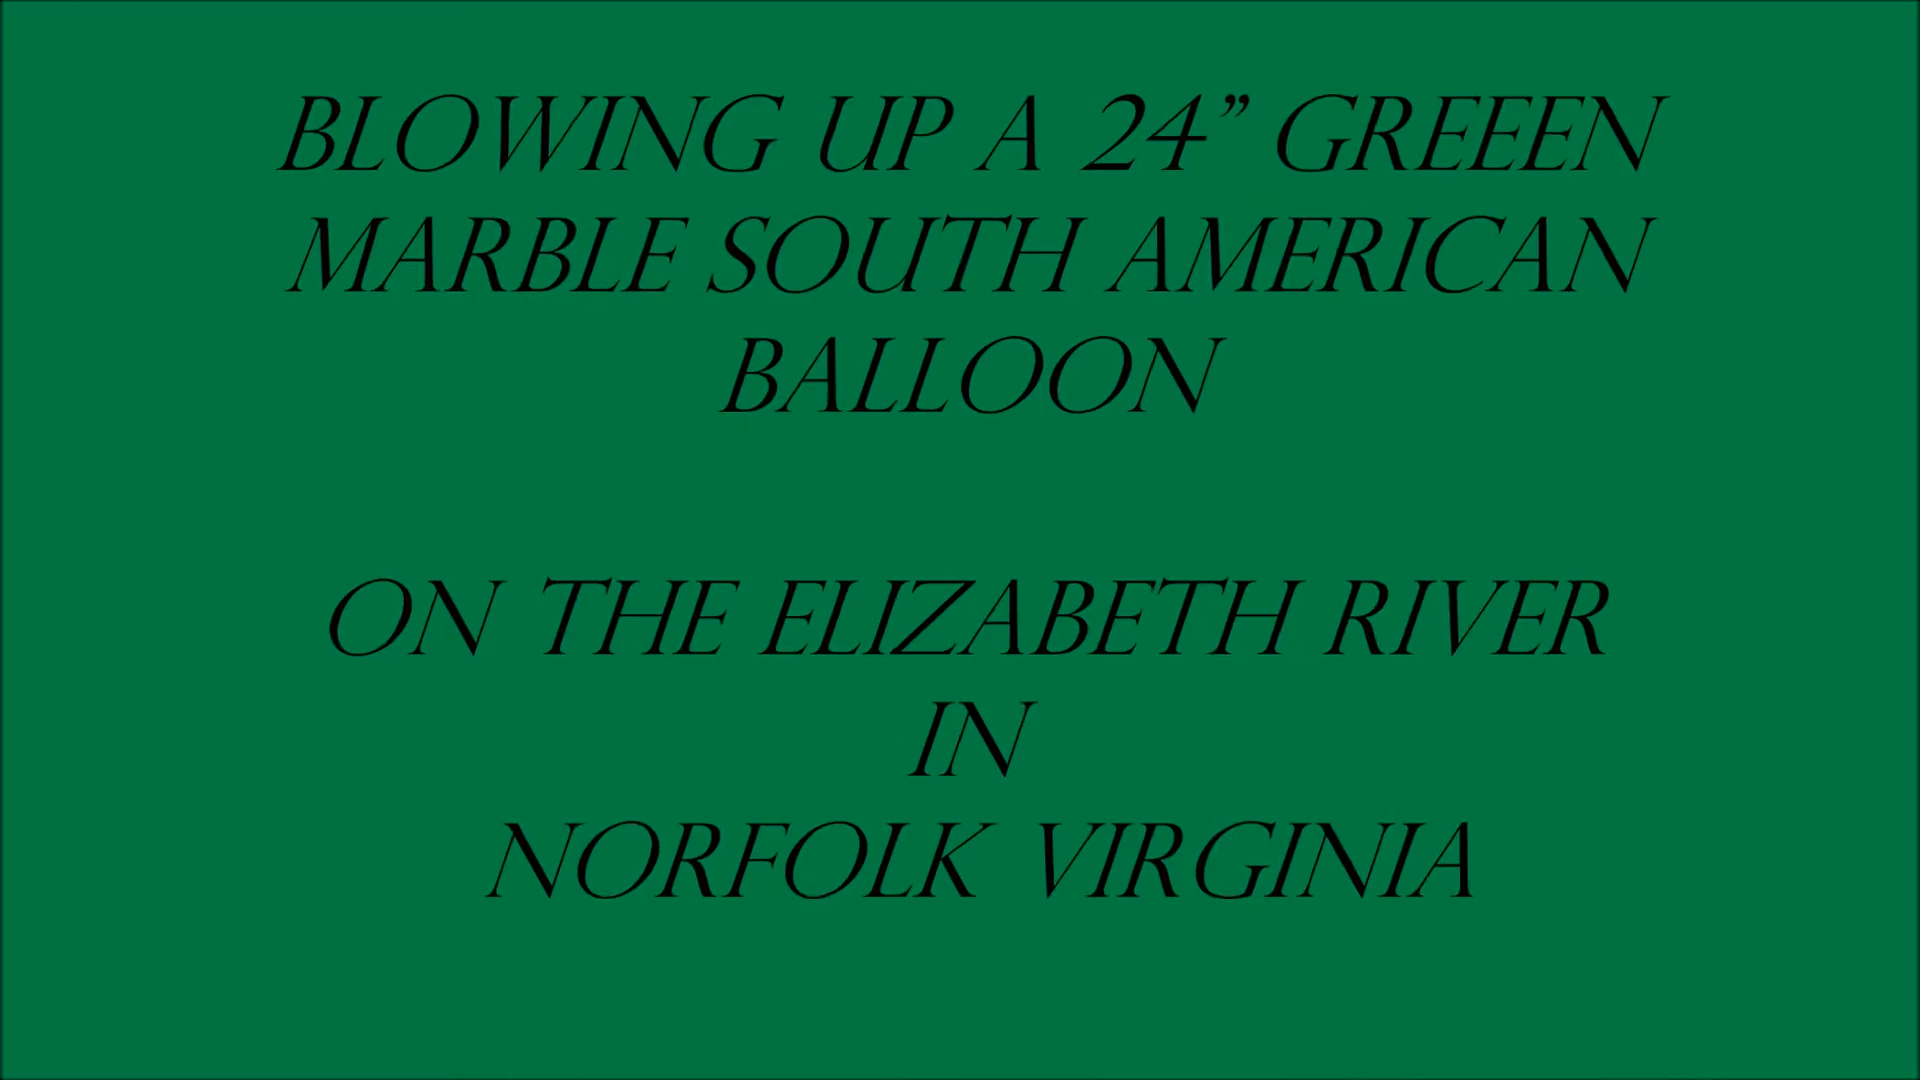 BLOWING UP A 24” GREEEN
MARBLE SOUTH AMERICAN
BALLOON
ON THE ELIZABETH RIVER
IN
NORFOLK VIRGINIA